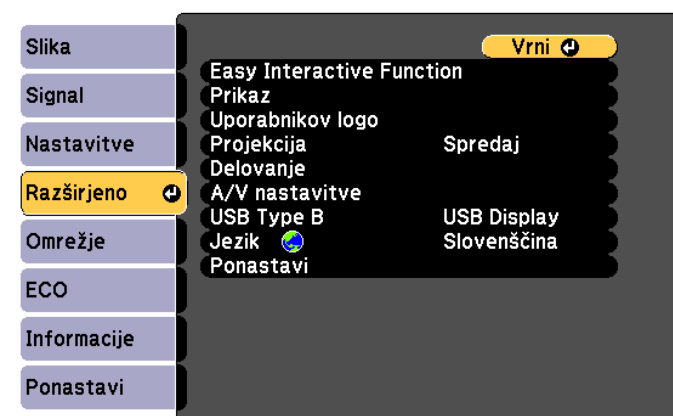 Slika
Signal
Nastavitve
Razširjeno
Omrežje
ECO
Informacije
Ponastavi
Vrni
Easy Interactive Function
Prikaz
Uporabnikov logo
Projekcija Spredaj
Delovanje
A/V nastavitve
USB Type B USB Display
Jezik Slovenščina
Ponastavi